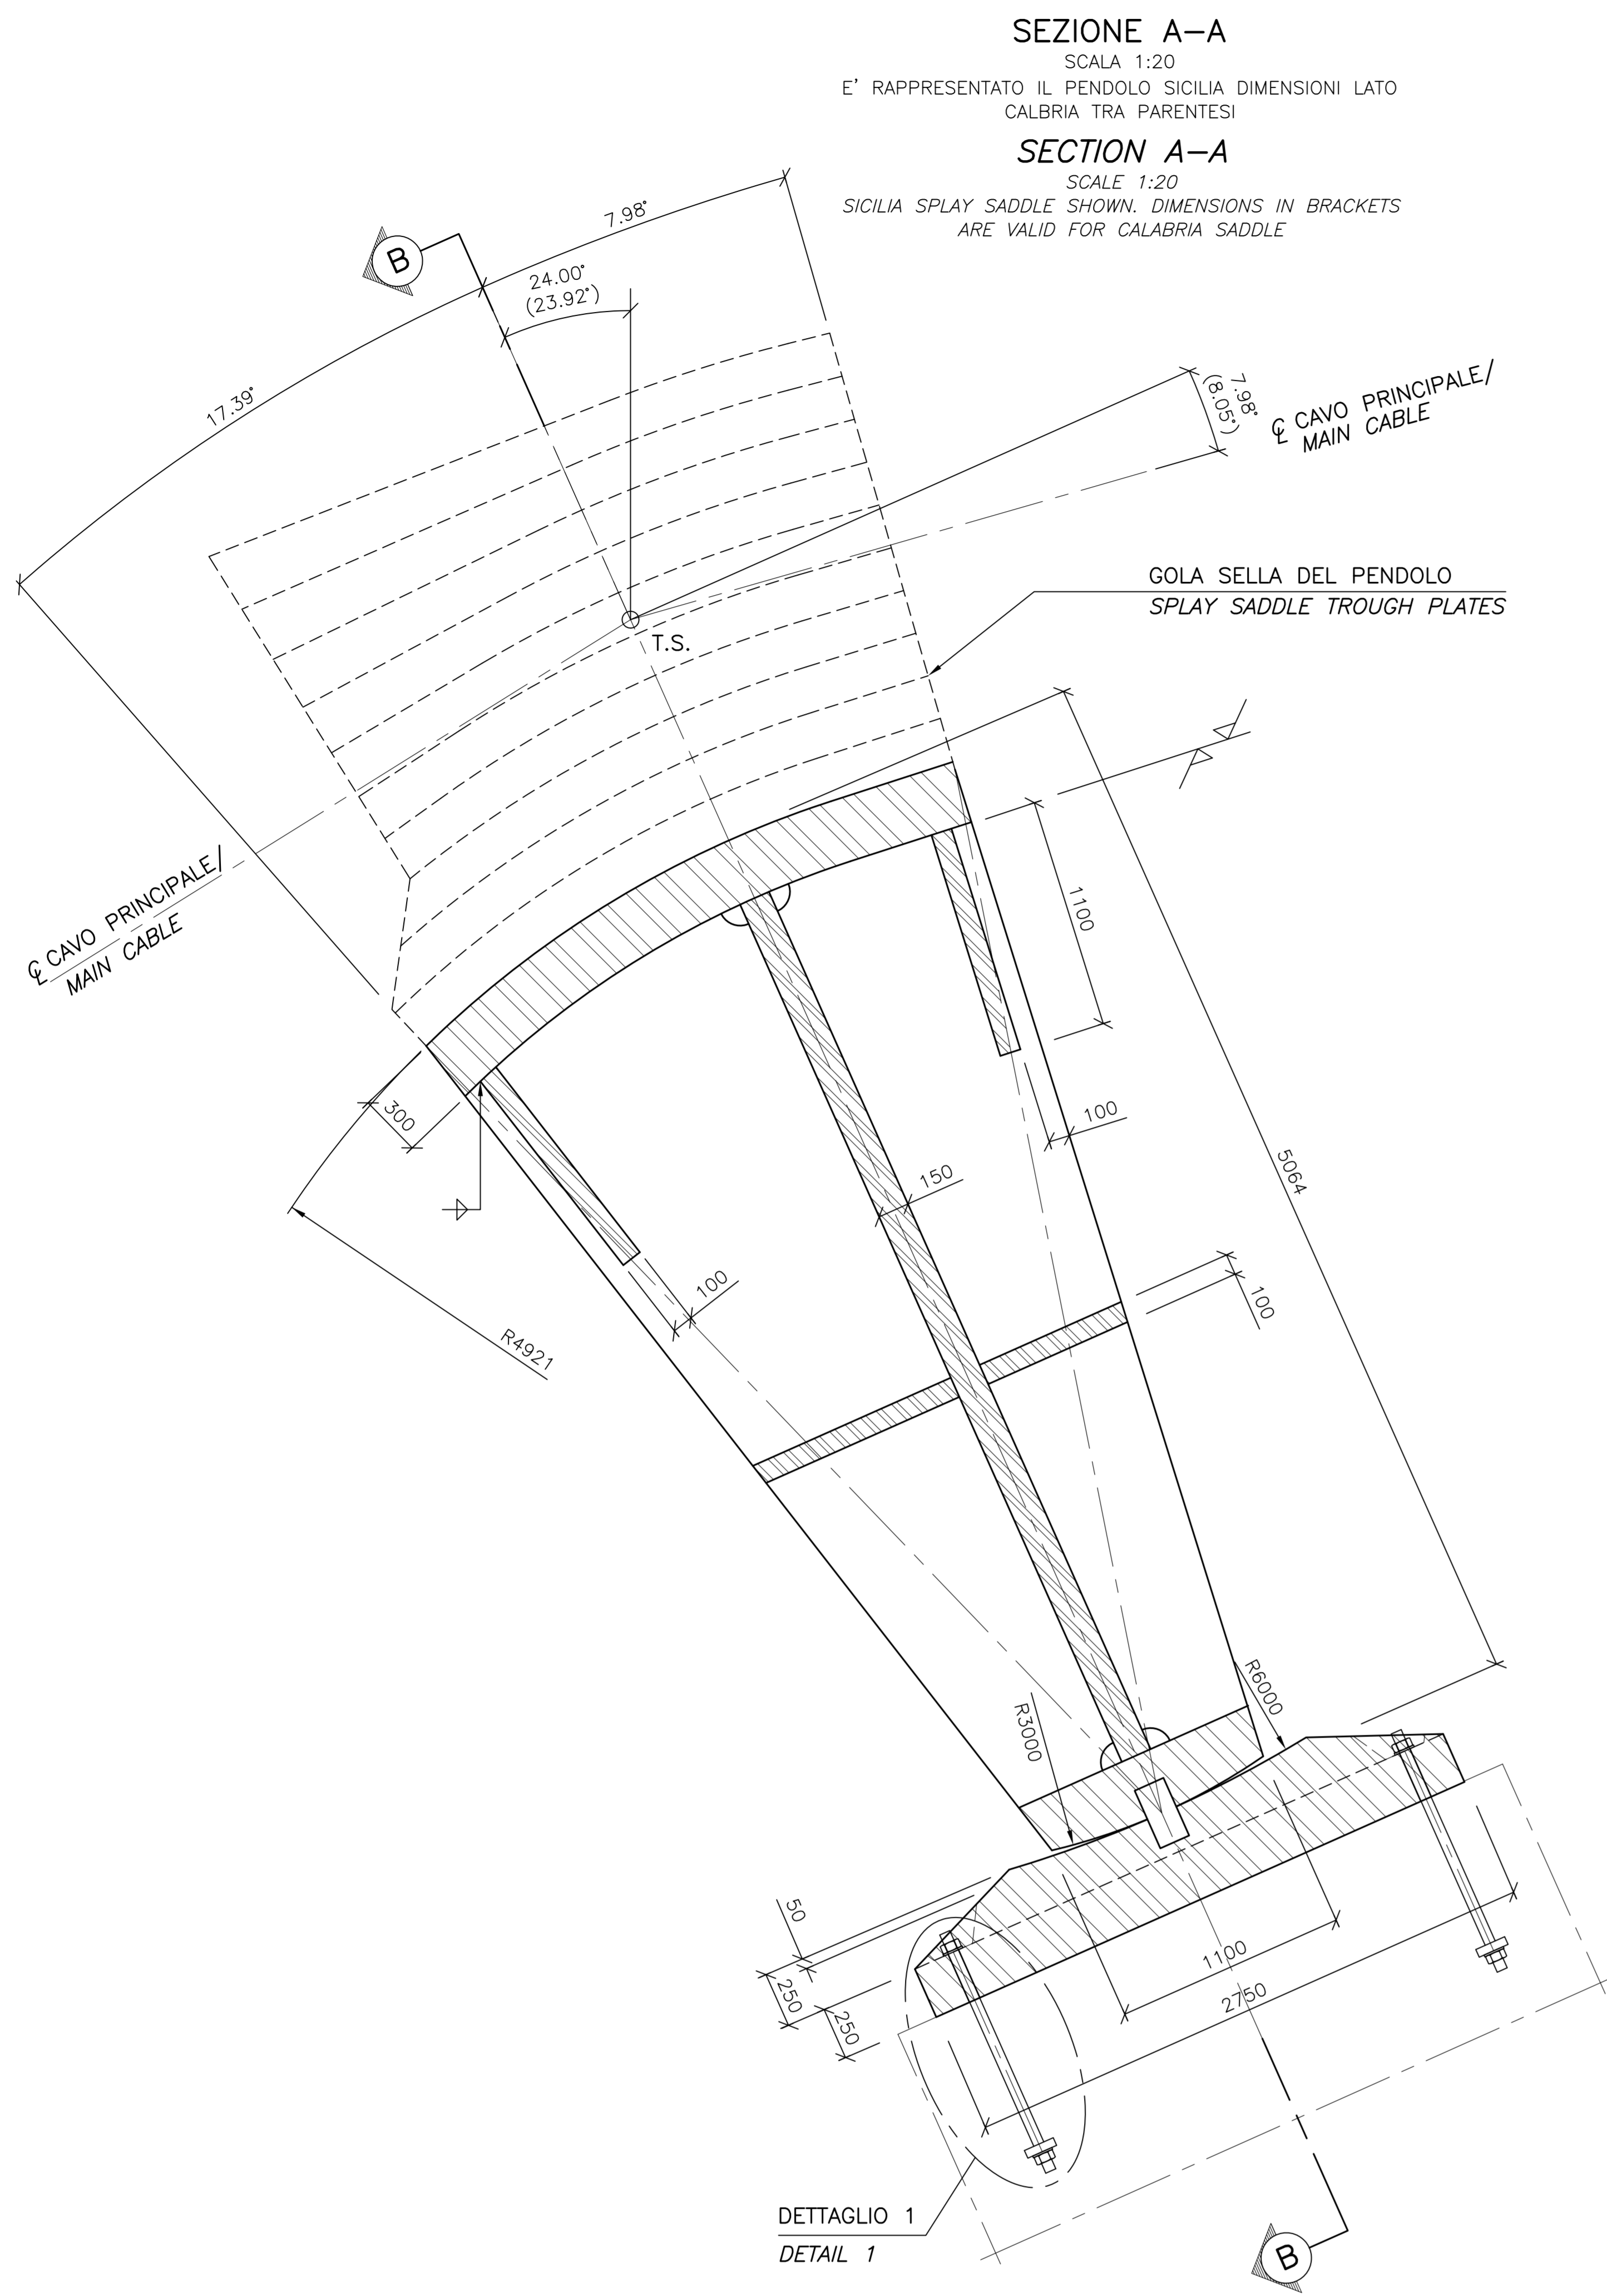 SEZIONE A-A
SCALA 1:20
E' RAPPRESENTATO IL PENDOLO SICILIA DIMENSIONI LATO
CALBRIA TRA PARENTESI
SECTION A-A
SCALE 1:20
SICILIA SPLAY SADDLE SHOWN. DIMENSIONS IN BRACKETS
ARE VALID FOR CALABRIA SADDLE
7.98°
B
24.00°
(23.92°)
17.39°
7.98°
(8.05°)
℄ CAVO PRINCIPALE/
MAIN CABLE
GOLA SELLA DEL PENDOLO
SPLAY SADDLE TROUGH PLATES
T.S.
℄ CAVO PRINCIPALE/
MAIN CABLE
1100
300
100
150
5064
100
100
R4921
R6000
R3000
50
250
250
1100
2750
DETTAGLIO 1
DETAIL 1
B